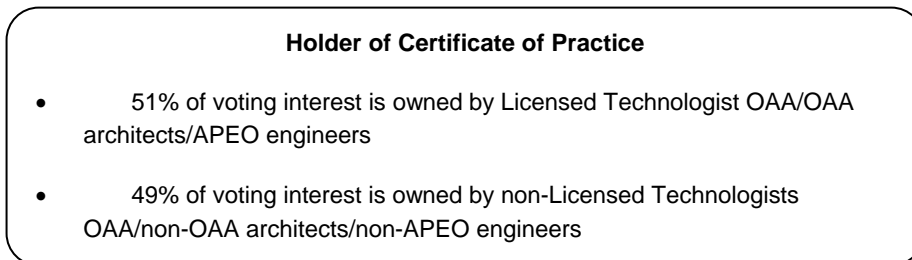 Holder of Certificate of Practice
• 51% of voting interest is owned by Licensed Technologist OAA/OAA
architects/APEO engineers
• 49% of voting interest is owned by non-Licensed Technologists
OAA/non-OAA architects/non-APEO engineers